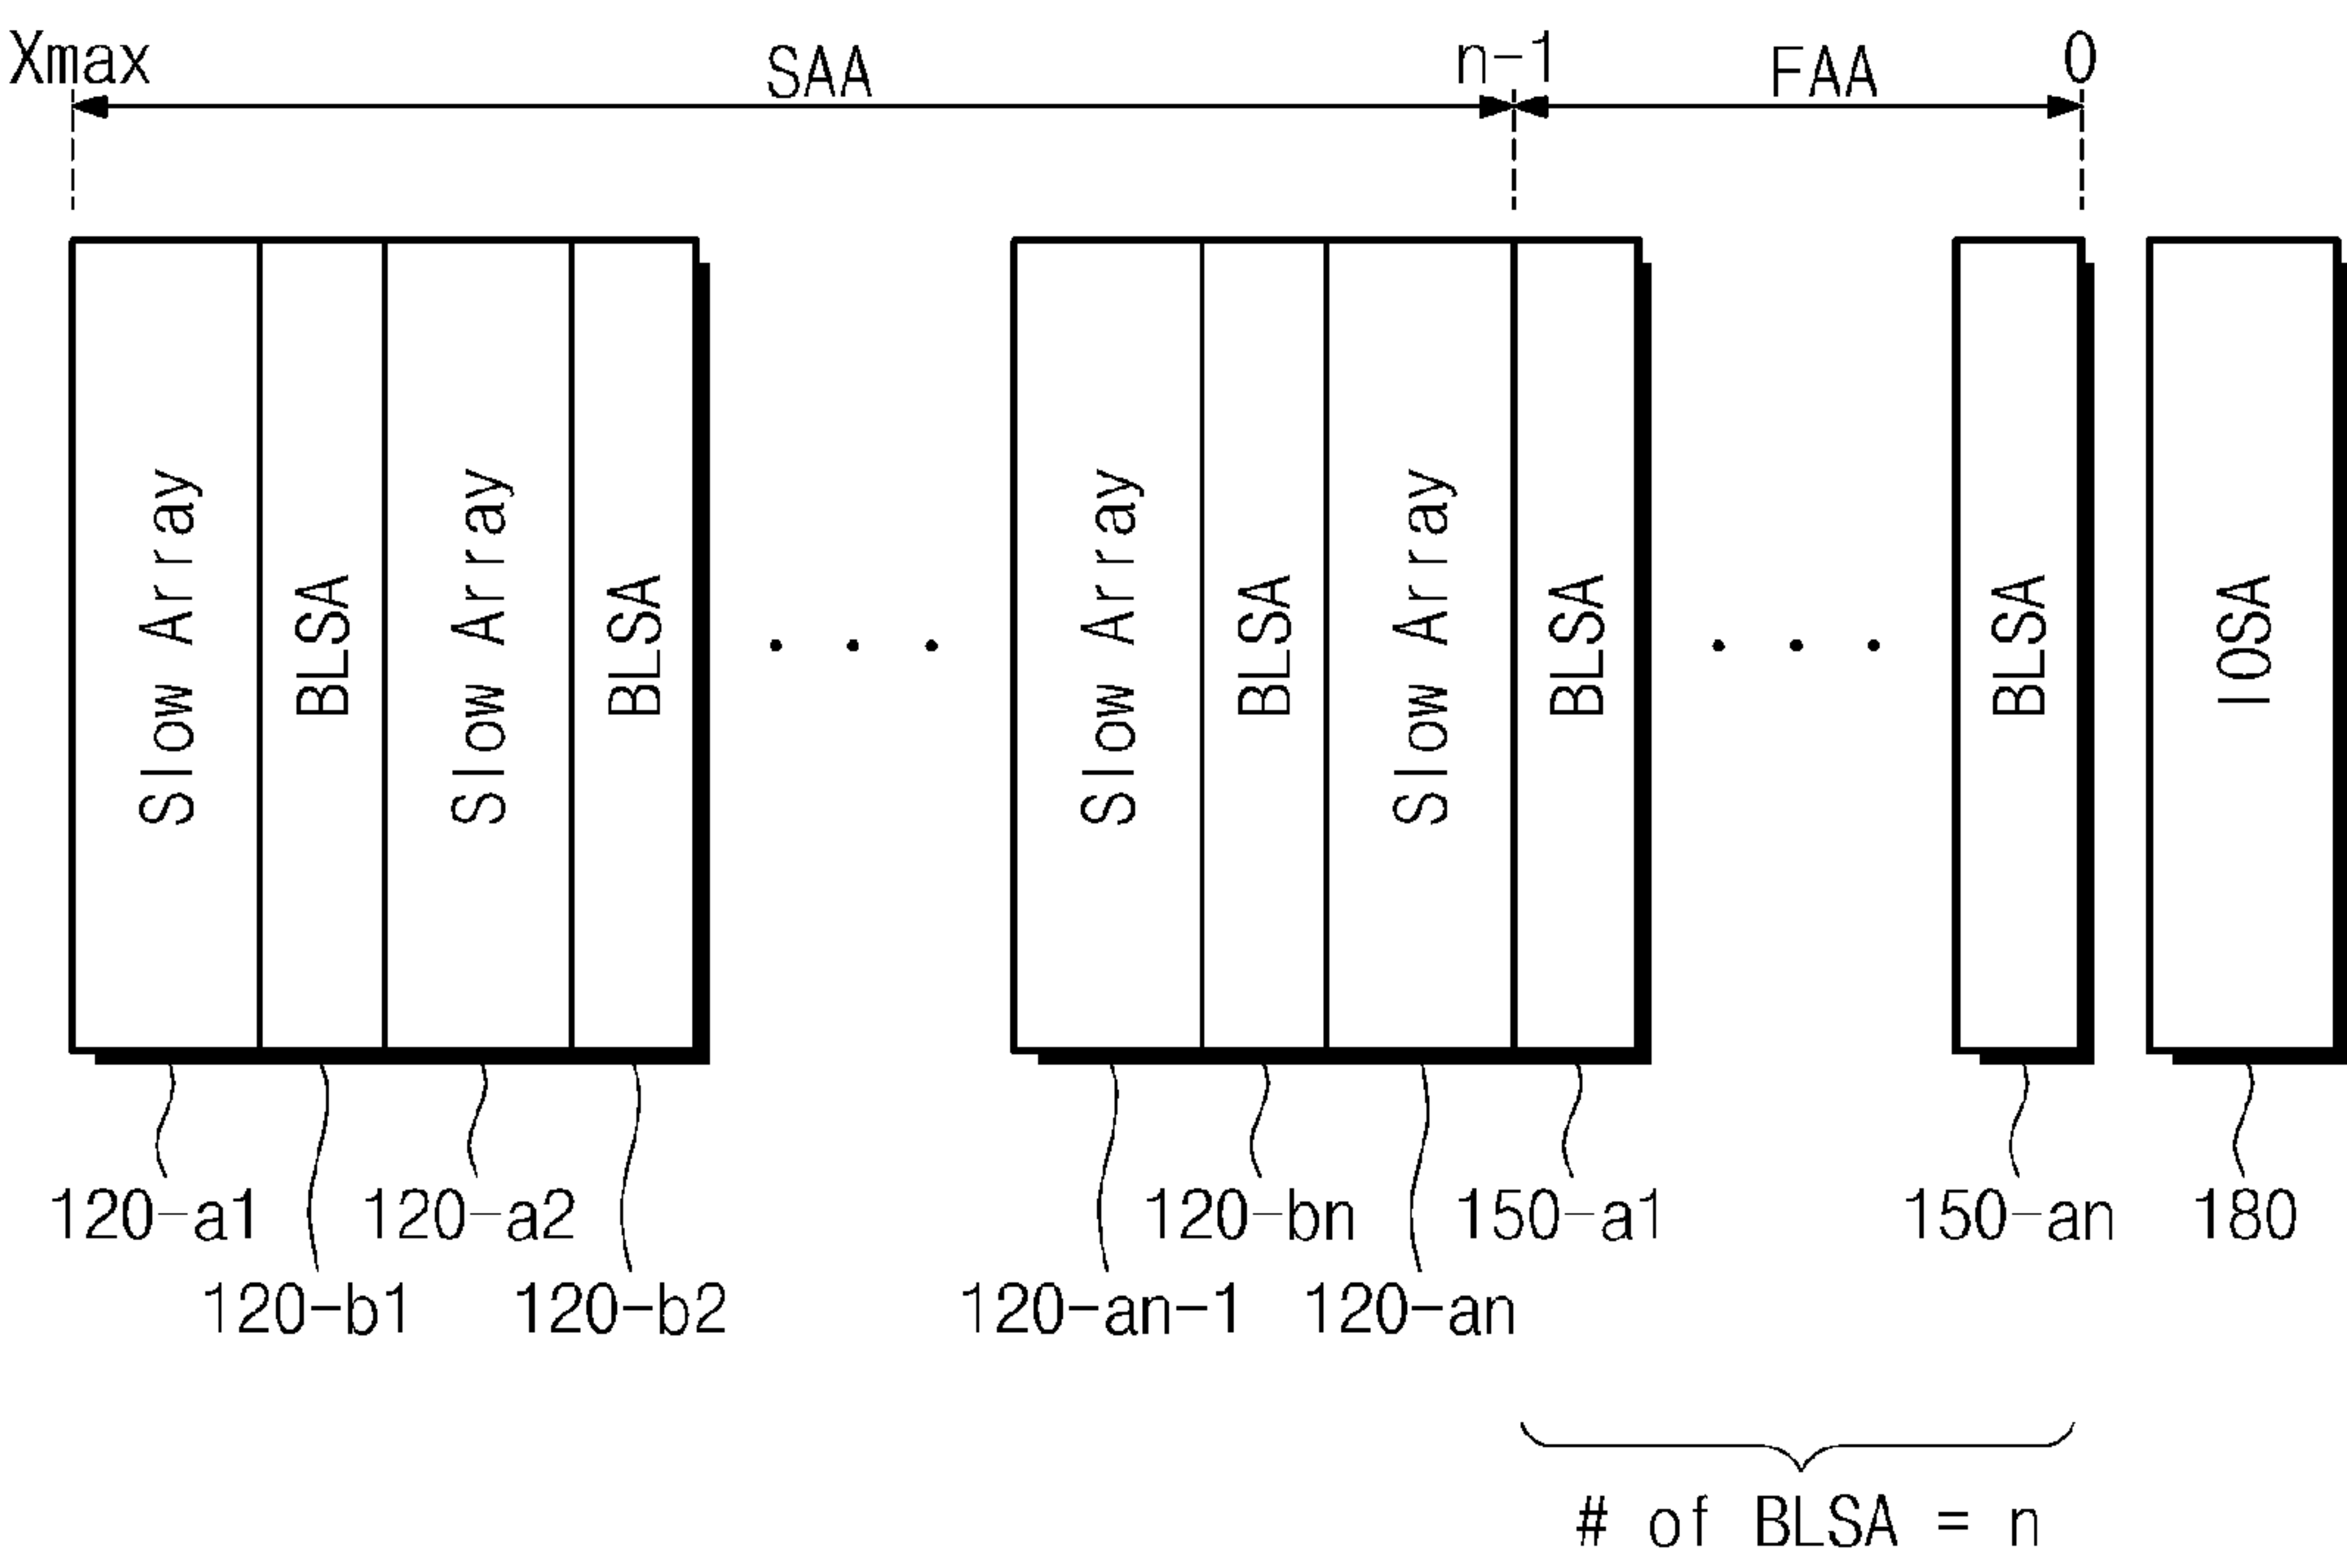 Xmax SAA n-1 FAA 0
Slow Array
BLSA
Slow Array
BLSA
Slow Array
BLSA
Slow Array
BLSA
BLSA
IOSA
120-a1 120-a2 120-bn 150-a1 150-an 180
120-b1 120-b2 120-an-1 120-an
# of BLSA = n